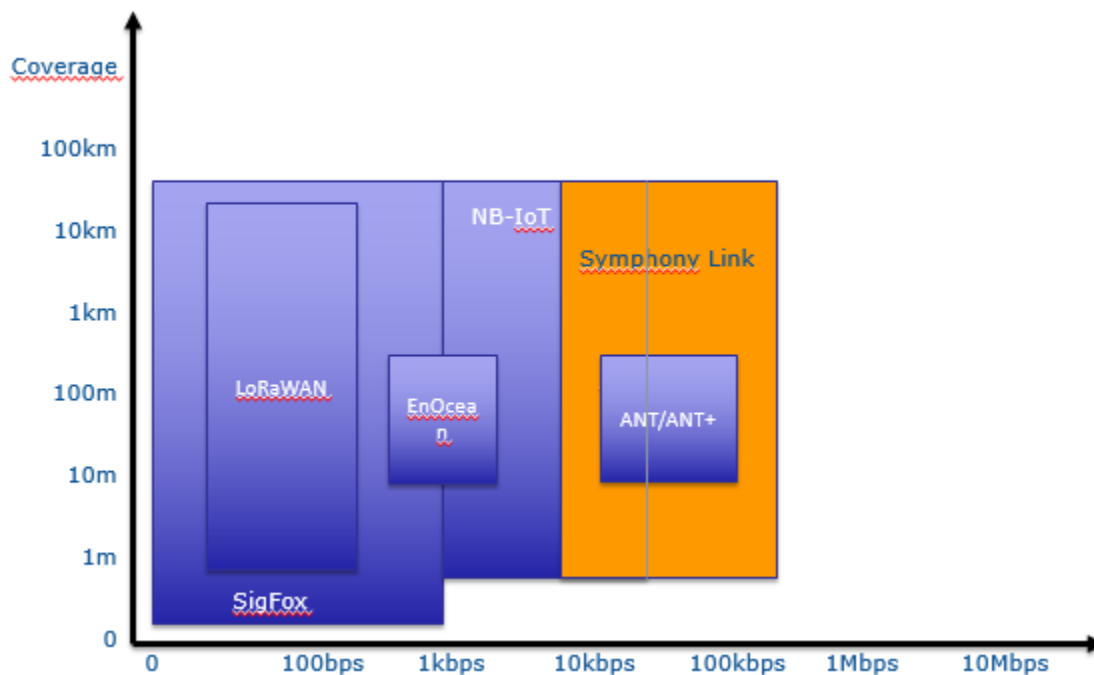 Coverage
100km
NB-IoT
10km
Symphony Link
1km
LoRaWAN
100m
EnOcea
n
ANT/ANT+
10m
1m
SigFox
0
0 100bps 1kbps 10kbps 100kbps 1Mbps 10Mbps